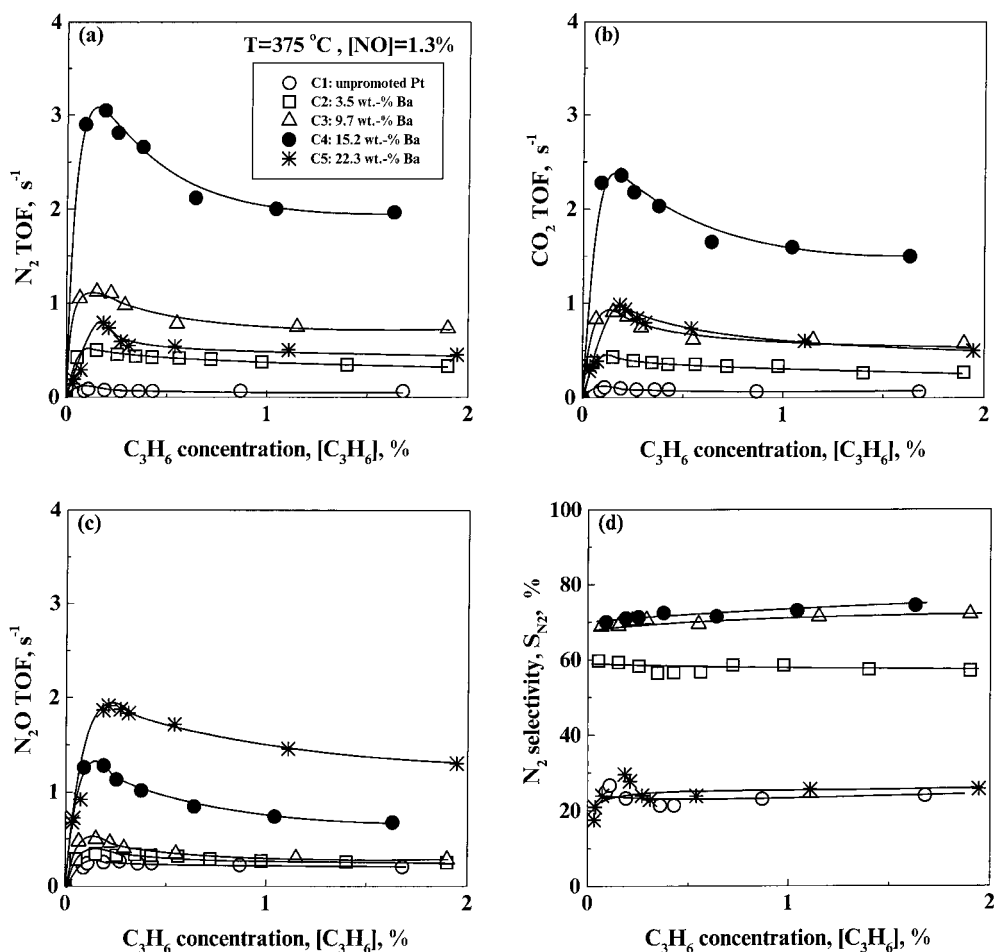 (a)
T=375 °C , [NO]=1.3%
C1: unpromoted Pt
C2: 3.5 wt.-% Ba
C3: 9.7 wt.-% Ba
C4: 15.2 wt.-% Ba
C5: 22.3 wt.-% Ba
4
3
2
1
0
N₂ TOF, s⁻¹
0 1 2
C₃H₆ concentration, [C₃H₆], %
(b)
4
3
2
1
0
CO₂ TOF, s⁻¹
0 1 2
C₃H₆ concentration, [C₃H₆], %
(c)
4
3
2
1
0
N₂O TOF, s⁻¹
0 1 2
C₃H₆ concentration, [C₃H₆], %
(d)
100
80
60
40
20
0
N₂ selectivity, S_N2, %
0 1 2
C₃H₆ concentration, [C₃H₆], %